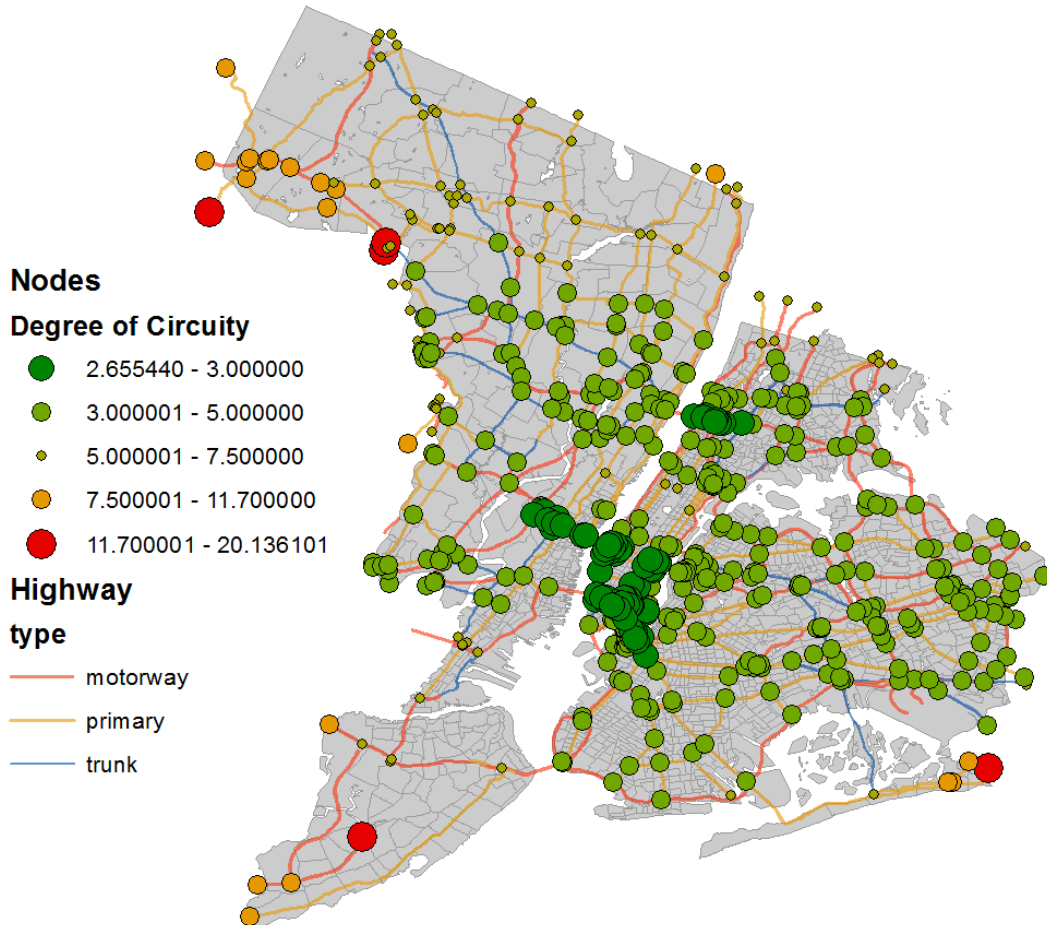 Nodes
Degree of Circuity
2.655440 - 3.000000
3.000001 - 5.000000
5.000001 - 7.500000
7.500001 - 11.700000
11.700001 - 20.136101
Highway
type
motorway
primary
trunk